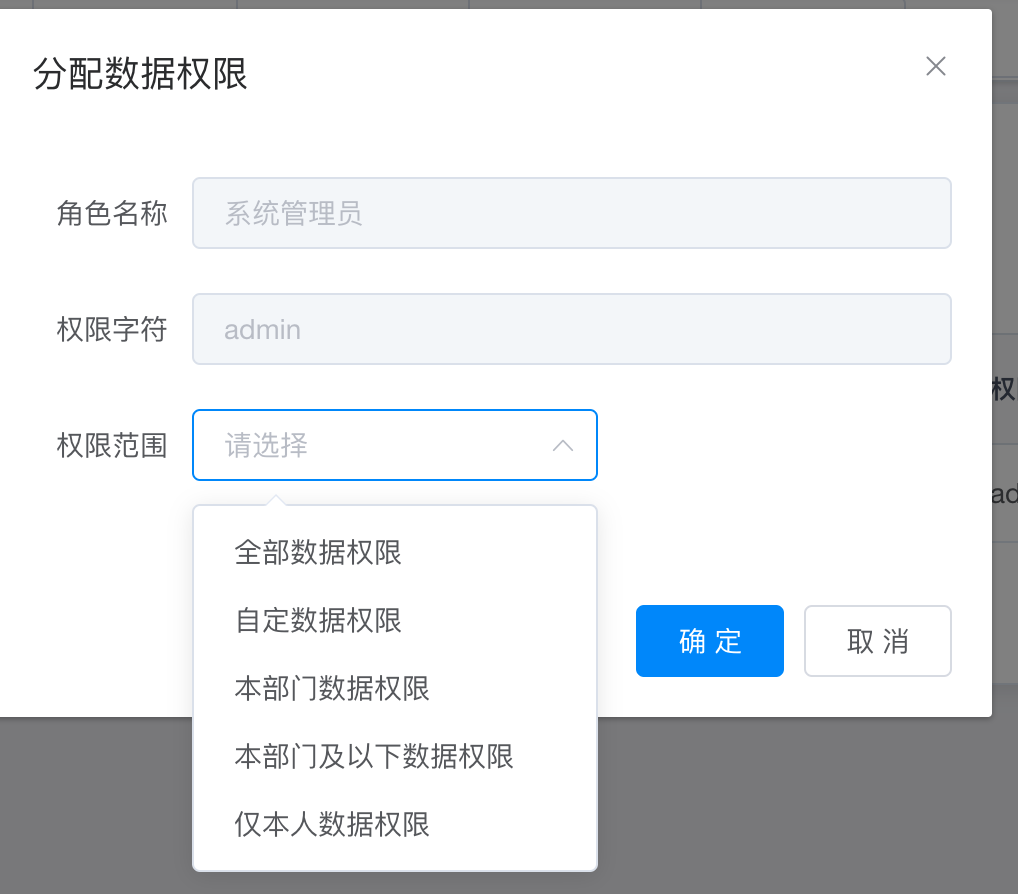 分配数据权限
角色名称 系统管理员
权限字符 admin
权
权限范围 请选择
ad
全部数据权限
自定数据权限
确 定 取 消
本部门数据权限
本部门及以下数据权限
仅本人数据权限